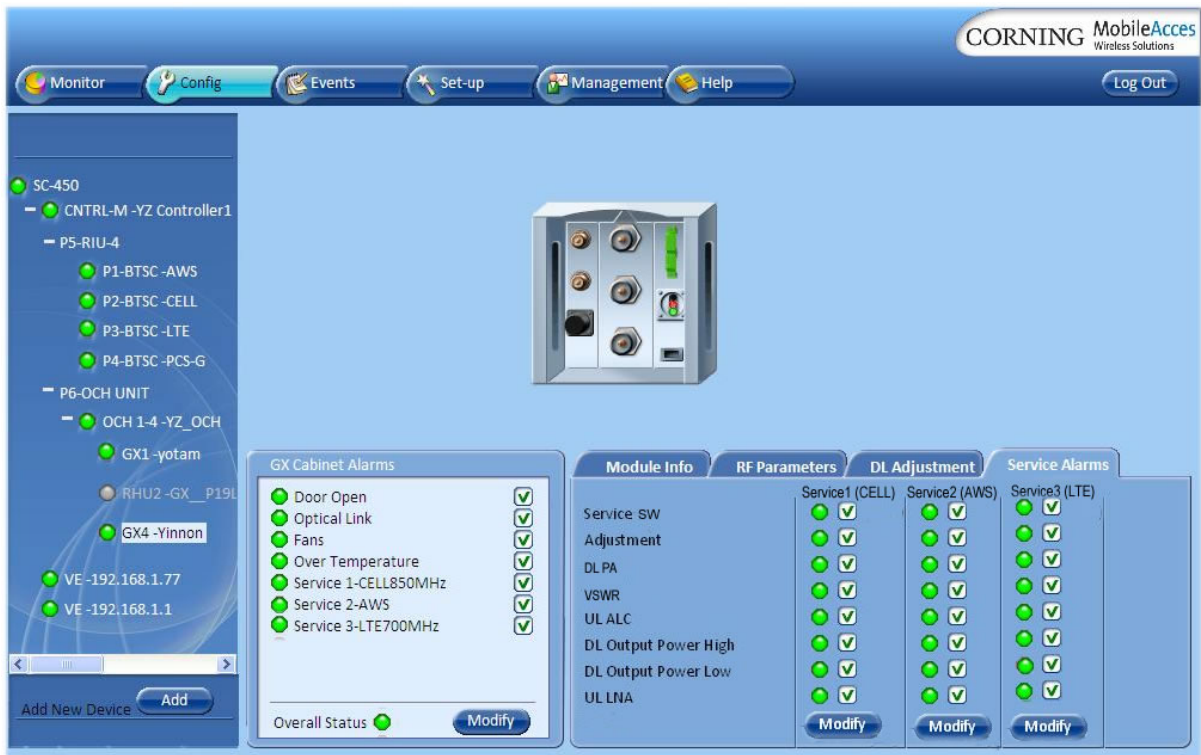 CORNING MobileAcces
Wireless Solutions
Monitor Config Events Set-up Management Help Log Out
SC-450
CNTRL-M -YZ Controller1
P5-RIU-4
P1-BTSC -AWS
P2-BTSC -CELL
P3-BTSC -LTE
P4-BTSC -PCS-G
P6-OCH UNIT
OCH 1-4 -YZ_OCH
GX1 -yotam
RHU2 -GX__P19L
GX4 -Yinnon
VE -192.168.1.77
VE -192.168.1.1
Add New Device Add
GX Cabinet Alarms
Door Open
Optical Link
Fans
Over Temperature
Service 1-CELL850MHz
Service 2-AWS
Service 3-LTE700MHz
Overall Status Modify
Module Info RF Parameters DL Adjustment Service Alarms
Service1 (CELL) Service2 (AWS) Service3 (LTE)
Service SW
Adjustment
DL PA
VSWR
UL ALC
DL Output Power High
DL Output Power Low
UL LNA
Modify Modify Modify